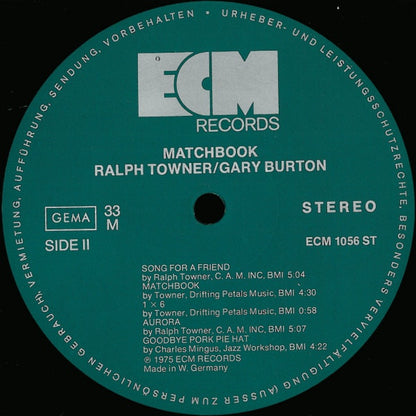 URHEBER- UND LEISTUNGSSCHUTZRECHTE, BESONDERS VERVIELFÄLTIGUNG (AUSSER ZUM PERSÖNLICHEN GEBRAUCH), VERMIETUNG, AUFFÜHRUNG, SENDUNG, VORBEHALTEN •
ECM
RECORDS
MATCHBOOK
RALPH TOWNER/GARY BURTON
GEMA
33
M
STEREO
SIDE II
ECM 1056 ST
SONG FOR A FRIEND
by Ralph Towner, C. A. M. INC, BMI 5:04
MATCHBOOK
by Towner, Drifting Petals Music, BMI 4:30
1 × 6
by Towner, Drifting Petals Music, BMI 0:58
AURORA
by Ralph Towner, C. A. M. INC, BMI 5:07
GOODBYE PORK PIE HAT
by Charles Mingus, Jazz Workshop, BMI 4:22
℗ 1975 ECM RECORDS
Made in W. Germany